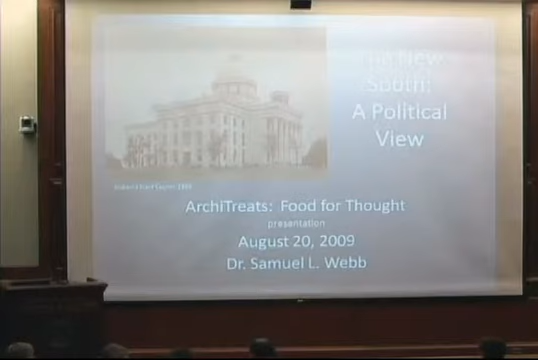 The New
South:
A Political
View
ArchiTreats: Food for Thought
presentation
August 20, 2009
Dr. Samuel L. Webb